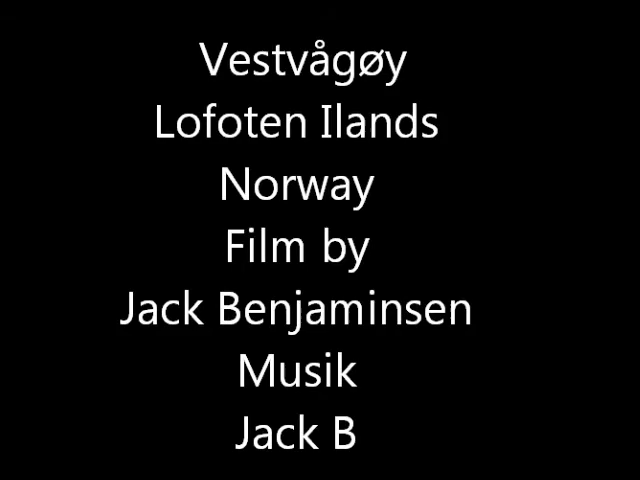 Vestvågøy
Lofoten Ilands
Norway
Film by
Jack Benjaminsen
Musik
Jack B